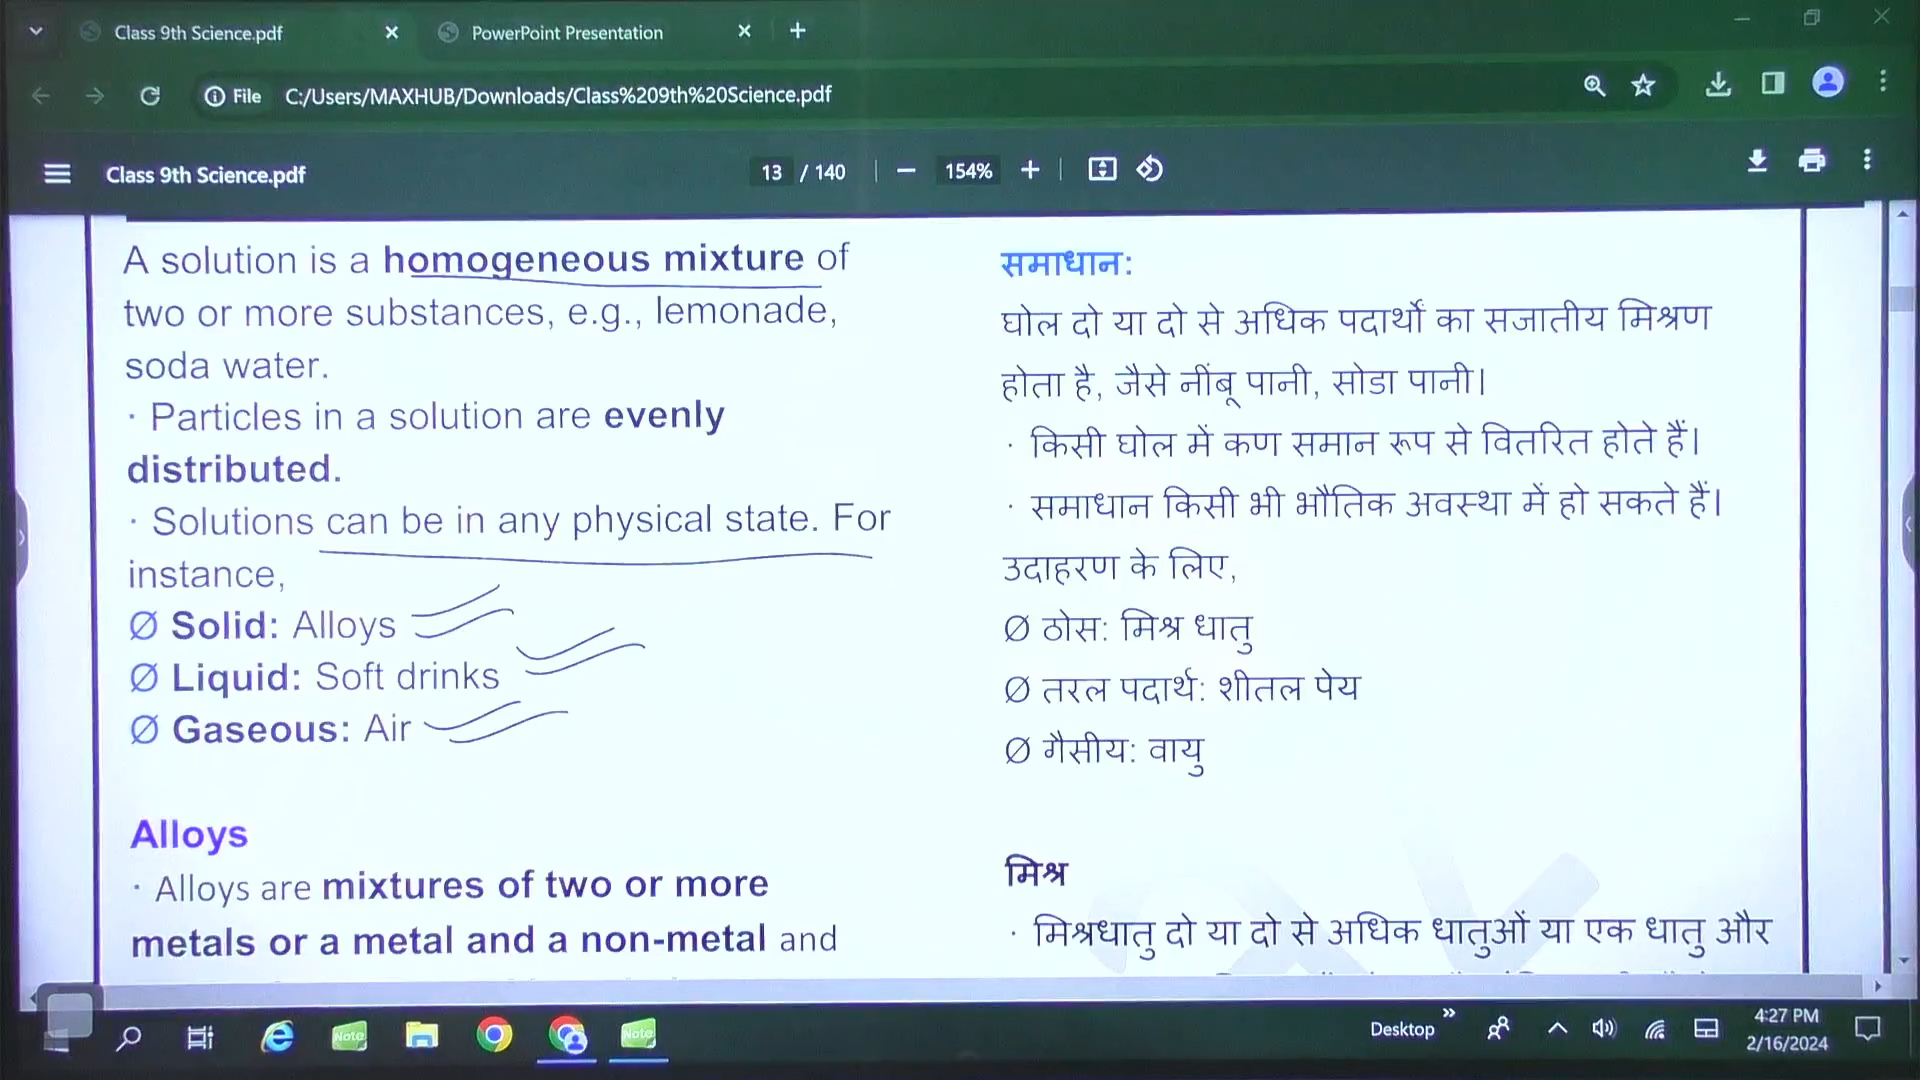 Class 9th Science.pdf
PowerPoint Presentation
File
C:/Users/MAXHUB/Downloads/Class%209th%20Science.pdf
Class 9th Science.pdf
13 / 140
154%
A solution is a homogeneous mixture of
two or more substances, e.g., lemonade,
soda water.
· Particles in a solution are evenly
distributed.
· Solutions can be in any physical state. For
instance,
Ø Solid: Alloys
Ø Liquid: Soft drinks
Ø Gaseous: Air
Alloys
· Alloys are mixtures of two or more
metals or a metal and a non-metal and
समाधान:
घोल दो या दो से अधिक पदार्थों का सजातीय मिश्रण
होता है, जैसे नींबू पानी, सोडा पानी।
· किसी घोल में कण समान रूप से वितरित होते हैं।
· समाधान किसी भी भौतिक अवस्था में हो सकते हैं।
उदाहरण के लिए,
Ø ठोस: मिश्र धातु
Ø तरल पदार्थ: शीतल पेय
Ø गैसीय: वायु
मिश्र
· मिश्रधातु दो या दो से अधिक धातुओं या एक धातु और
Note
Note
Desktop
4:27 PM
2/16/2024